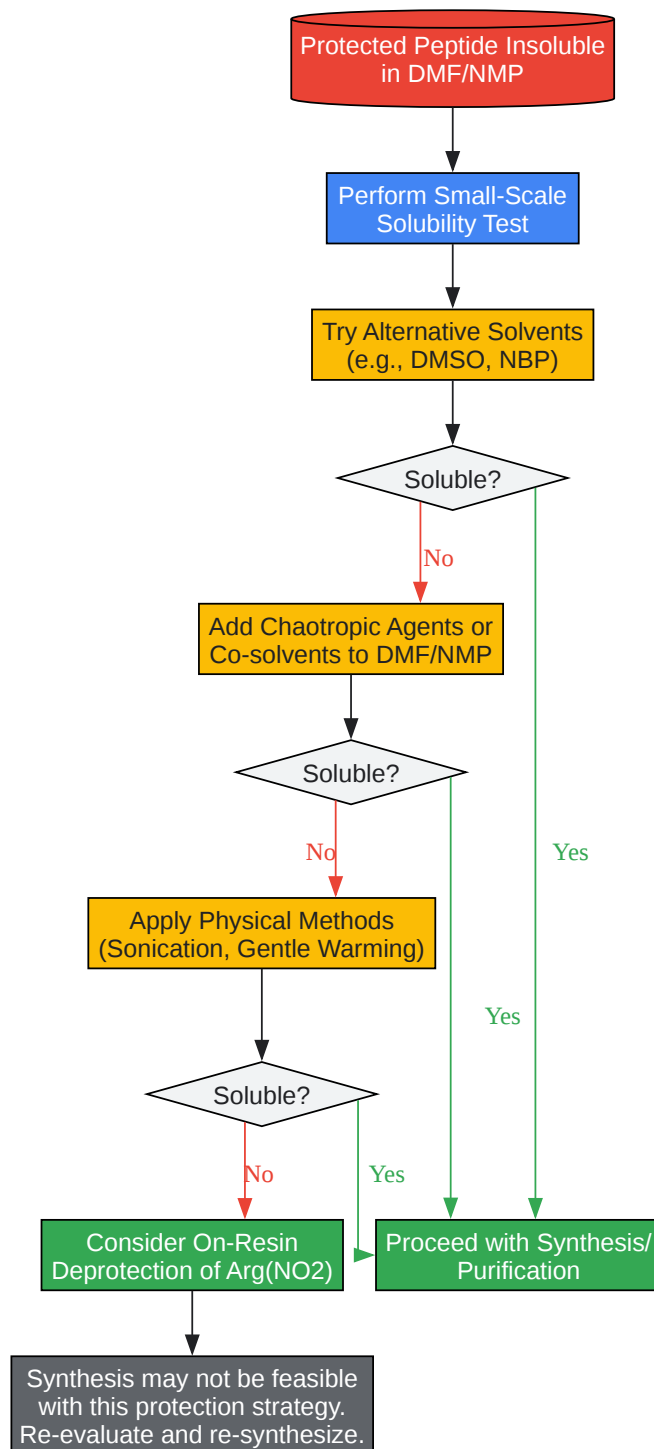 Protected Peptide Insoluble
in DMF/NMP
Perform Small-Scale
Solubility Test
Try Alternative Solvents
(e.g., DMSO, NBP)
Soluble?
No
Add Chaotropic Agents or
Co-solvents to DMF/NMP
Soluble?
Yes
No
Apply Physical Methods
(Sonication, Gentle Warming)
Yes
Soluble?
No
Yes
Consider On-Resin
Deprotection of Arg(NO2)
Proceed with Synthesis/
Purification
Synthesis may not be feasible
with this protection strategy.
Re-evaluate and re-synthesize.